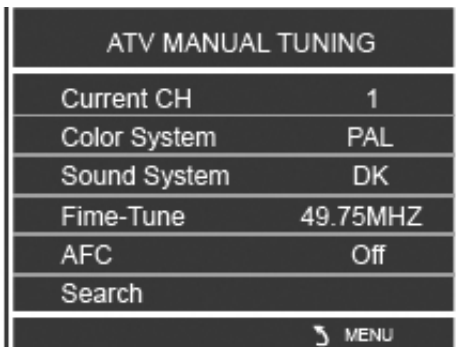 ATV MANUAL TUNING
Current CH 1
Color System PAL
Sound System DK
Fime-Tune 49.75MHZ
AFC Off
Search
MENU